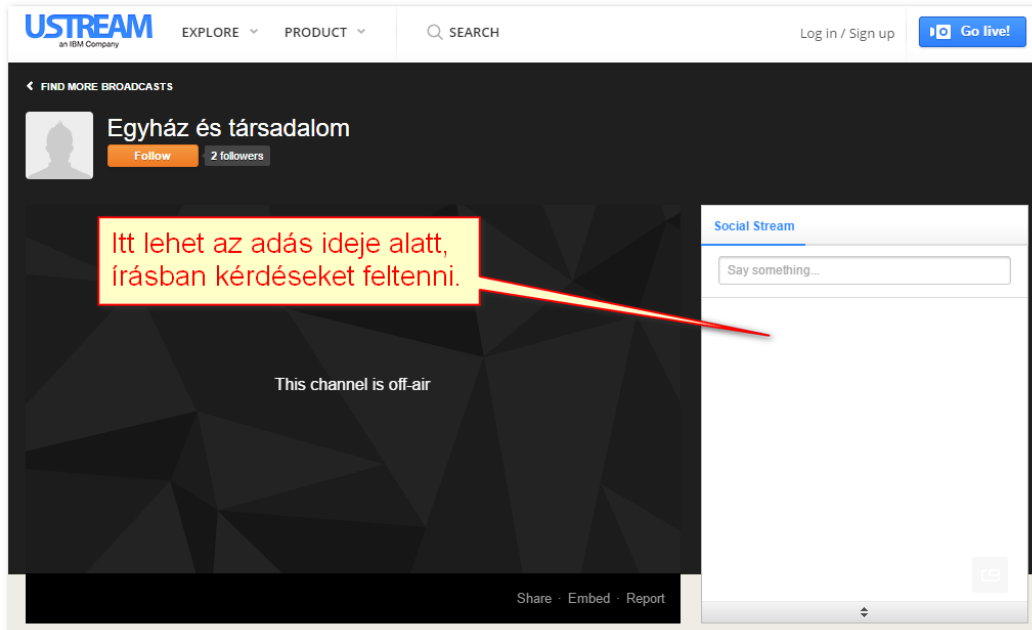 USTREAM
an IBM Company
EXPLORE
PRODUCT
SEARCH
Log in / Sign up
Go live!
FIND MORE BROADCASTS
Egyház és társadalom
Follow
2 followers
Itt lehet az adás ideje alatt,
írásban kérdéseket feltenni.
This channel is off-air
Share · Embed · Report
Social Stream
Say something...